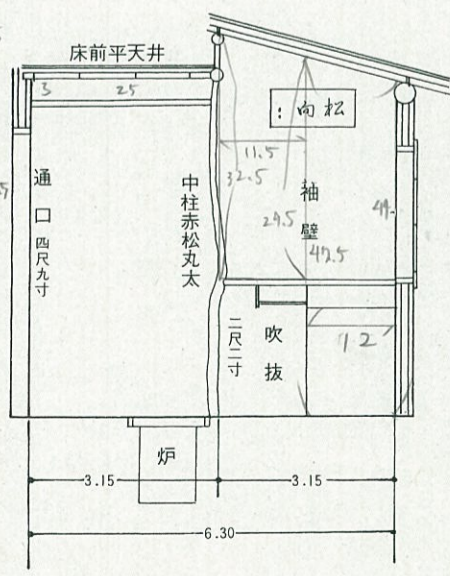 床前平天井
3
25
:向松
11.5
32.5
袖壁
29.5
47.5
通口 四尺九寸
中柱赤松丸太
二尺二寸
吹抜
12
炉
3.15
3.15
6.30